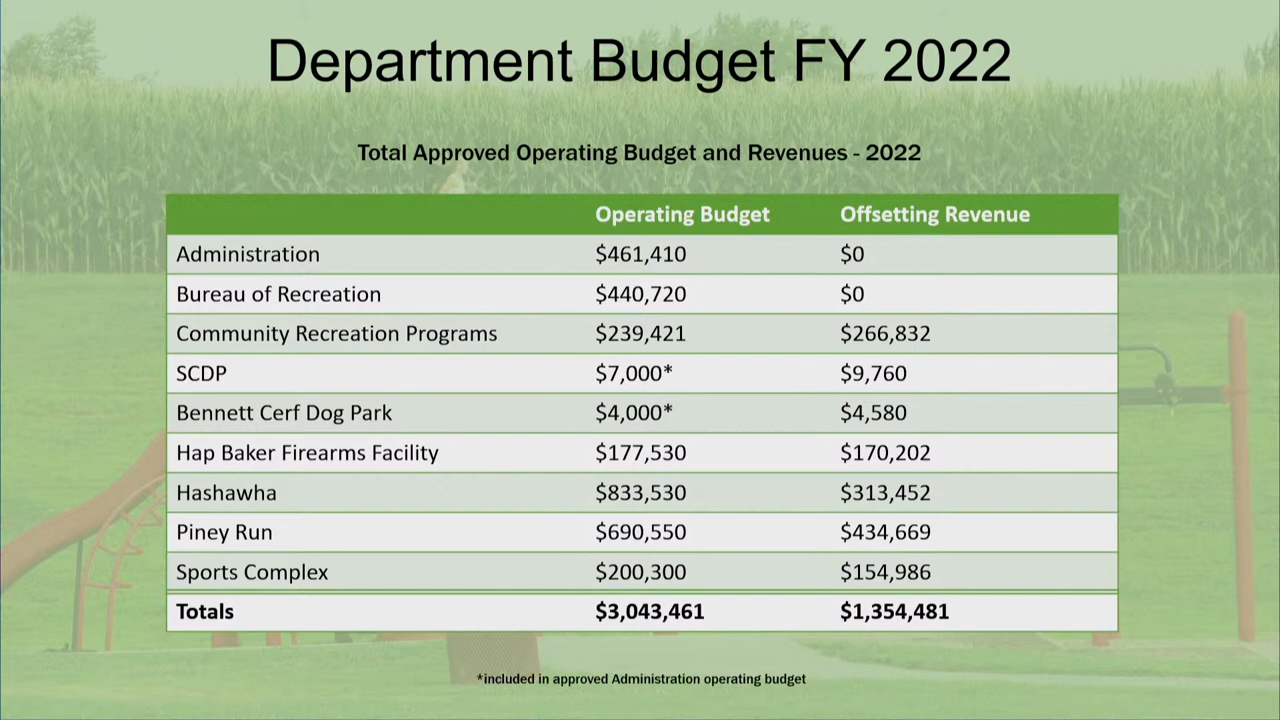 Department Budget FY 2022
Total Approved Operating Budget and Revenues - 2022
Operating Budget Offsetting Revenue
Administration $461,410 $0
Bureau of Recreation $440,720 $0
Community Recreation Programs $239,421 $266,832
SCDP $7,000* $9,760
Bennett Cerf Dog Park $4,000* $4,580
Hap Baker Firearms Facility $177,530 $170,202
Hashawha $833,530 $313,452
Piney Run $690,550 $434,669
Sports Complex $200,300 $154,986
Totals $3,043,461 $1,354,481
*included in approved Administration operating budget